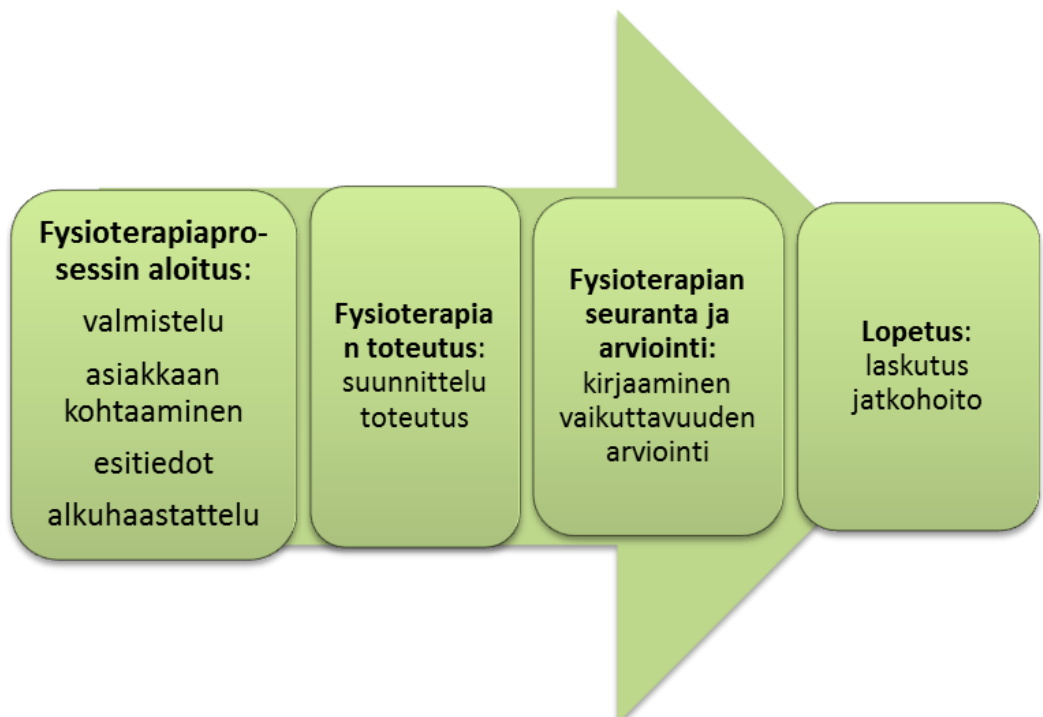 Fysioterapiapro-
sessin aloitus:
valmistelu
asiakkaan
kohtaaminen
esitiedot
alkuhaastattelu
Fysioterapia
n toteutus:
suunnittelu
toteutus
Fysioterapian
seuranta ja
arviointi:
kirjaaminen
vaikuttavuuden
arviointi
Lopetus:
laskutus
jatkohoito